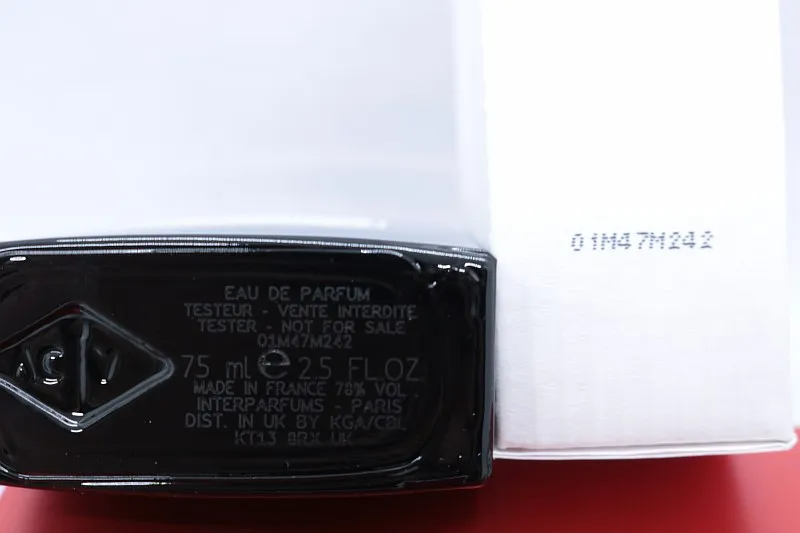 EAU DE PARFUM
TESTEUR - VENTE INTERDITE
TESTER - NOT FOR SALE
01M47M242
75 ml ℮ 2.5 FL.OZ.
MADE IN FRANCE 78% VOL.
INTERPARFUMS - PARIS
DIST. IN UK BY KGA/CBL
KT13 UK
01M47M242